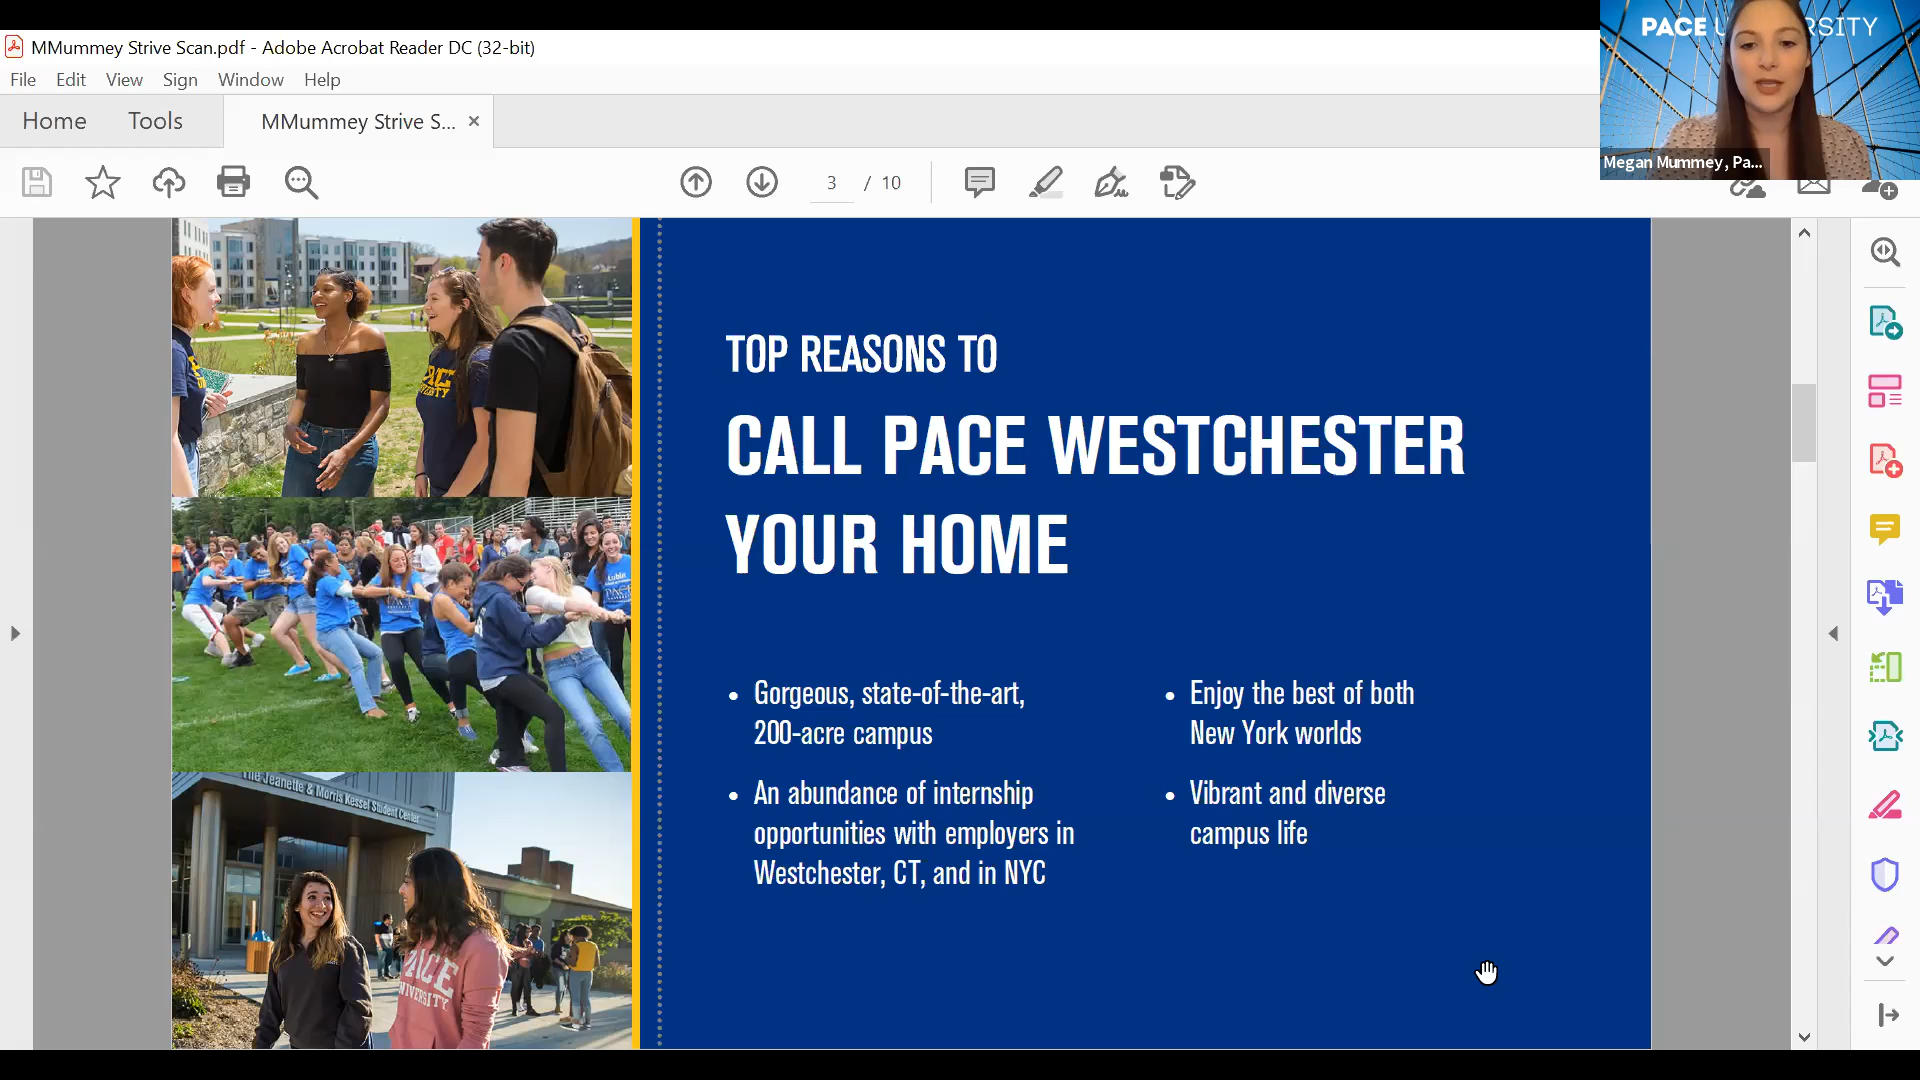 MMummey Strive Scan.pdf - Adobe Acrobat Reader DC (32-bit)
File Edit View Sign Window Help
Home Tools MMummey Strive S... ×
3 / 10
PACE
Megan Mummey, Pa...
TOP REASONS TO
CALL PACE WESTCHESTER
YOUR HOME
• Gorgeous, state-of-the-art,
200-acre campus
• An abundance of internship
opportunities with employers in
Westchester, CT, and in NYC
• Enjoy the best of both
New York worlds
• Vibrant and diverse
campus life
The Jeanette & Morris Kessel Student Center
Lubin
PACE
PACE
UNIVERSITY